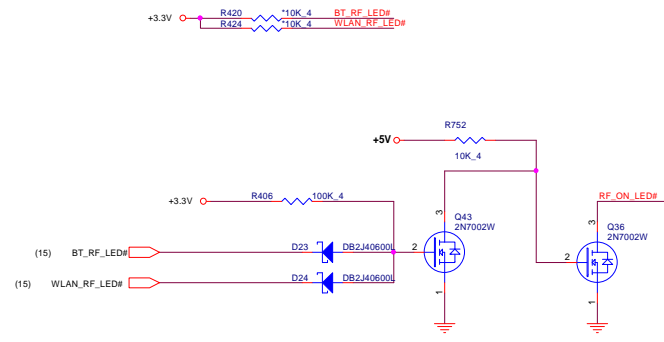 +3.3V R420 *10K_4 BT_RF_LED#
R424 *10K_4 WLAN_RF_LED#
R752
+5V
10K_4
+3.3V R406 100K_4
RF_ON_LED#
3 Q43
2N7002W
3 Q36
2N7002W
(15) BT_RF_LED# D23 DB2J40600L 2
2
(15) WLAN_RF_LED# D24 DB2J40600L
1
1